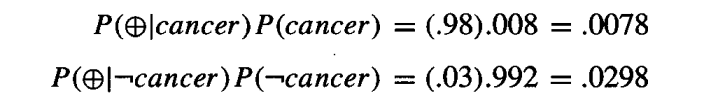 P(⊕|cancer)P(cancer) = (.98).008 = .0078
P(⊕|¬cancer)P(¬cancer) = (.03).992 = .0298